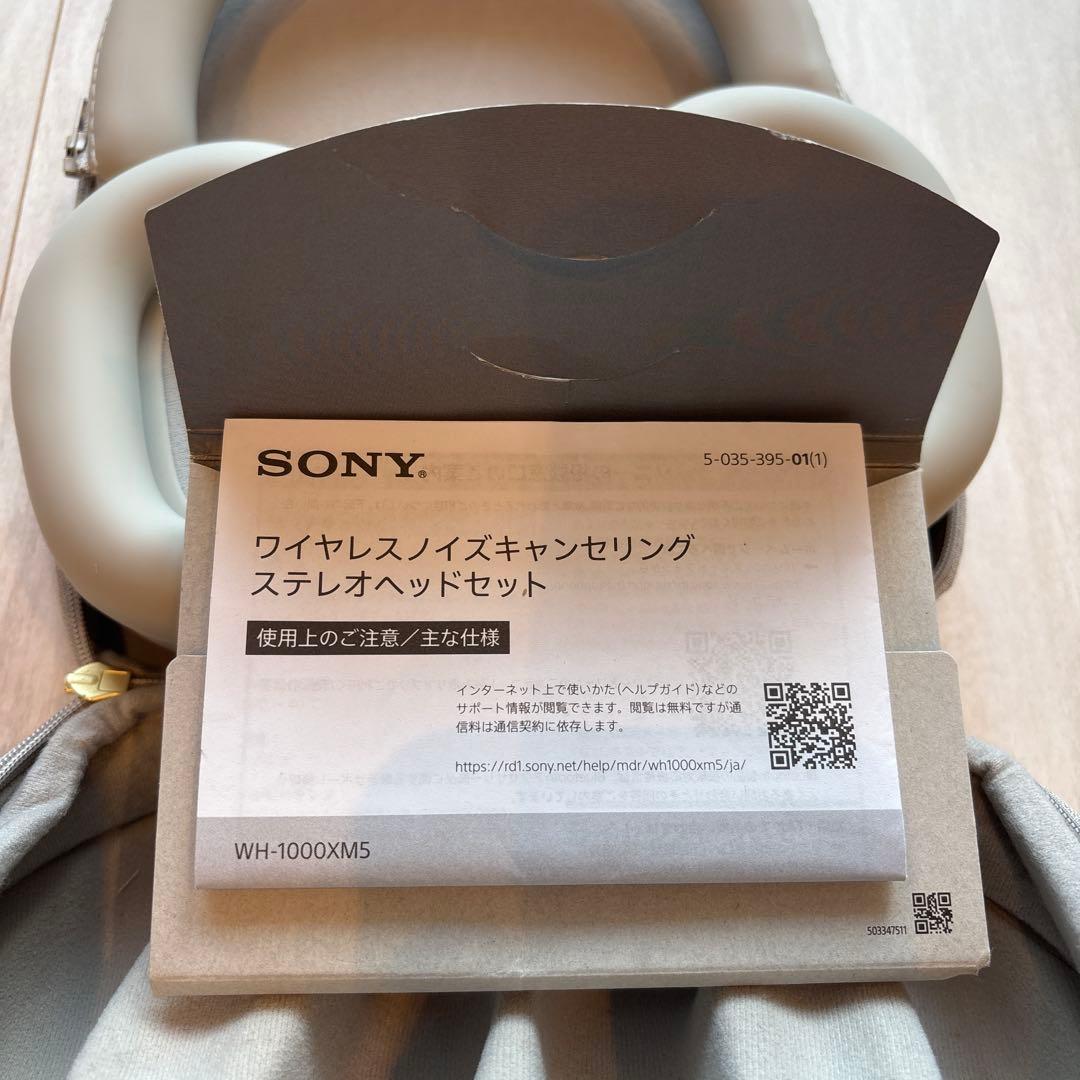 SONY®
5-035-395-01(1)
ワイヤレスノイズキャンセリング
ステレオヘッドセット
使用上のご注意／主な仕様
インターネット上で使いかた（ヘルプガイド）などの
サポート情報が閲覧できます。閲覧は無料ですが通
信料は通信契約に依存します。
https://rd1.sony.net/help/mdr/wh1000xm5/ja/
WH-1000XM5
503347511